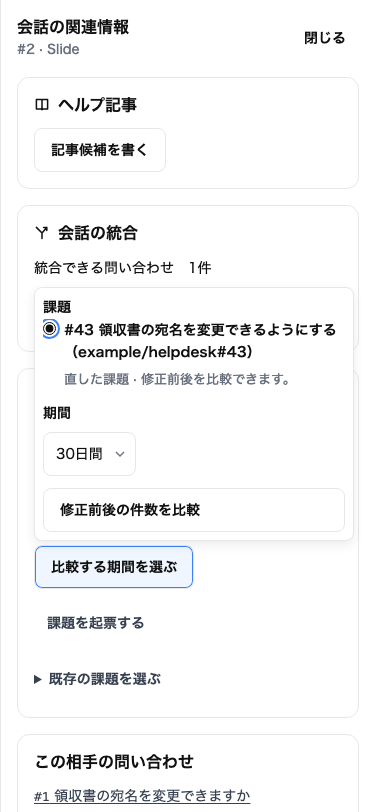 会話の関連情報
#2 · Slide
閉じる
ヘルプ記事
記事候補を書く
会話の統合
統合できる問い合わせ 1件
課題
#43 領収書の宛名を変更できるようにする
（example/helpdesk#43）
直した課題 · 修正前後を比較できます。
期間
30日間
修正前後の件数を比較
比較する期間を選ぶ
課題を起票する
既存の課題を選ぶ
この相手の問い合わせ
#1 領収書の宛名を変更できますか